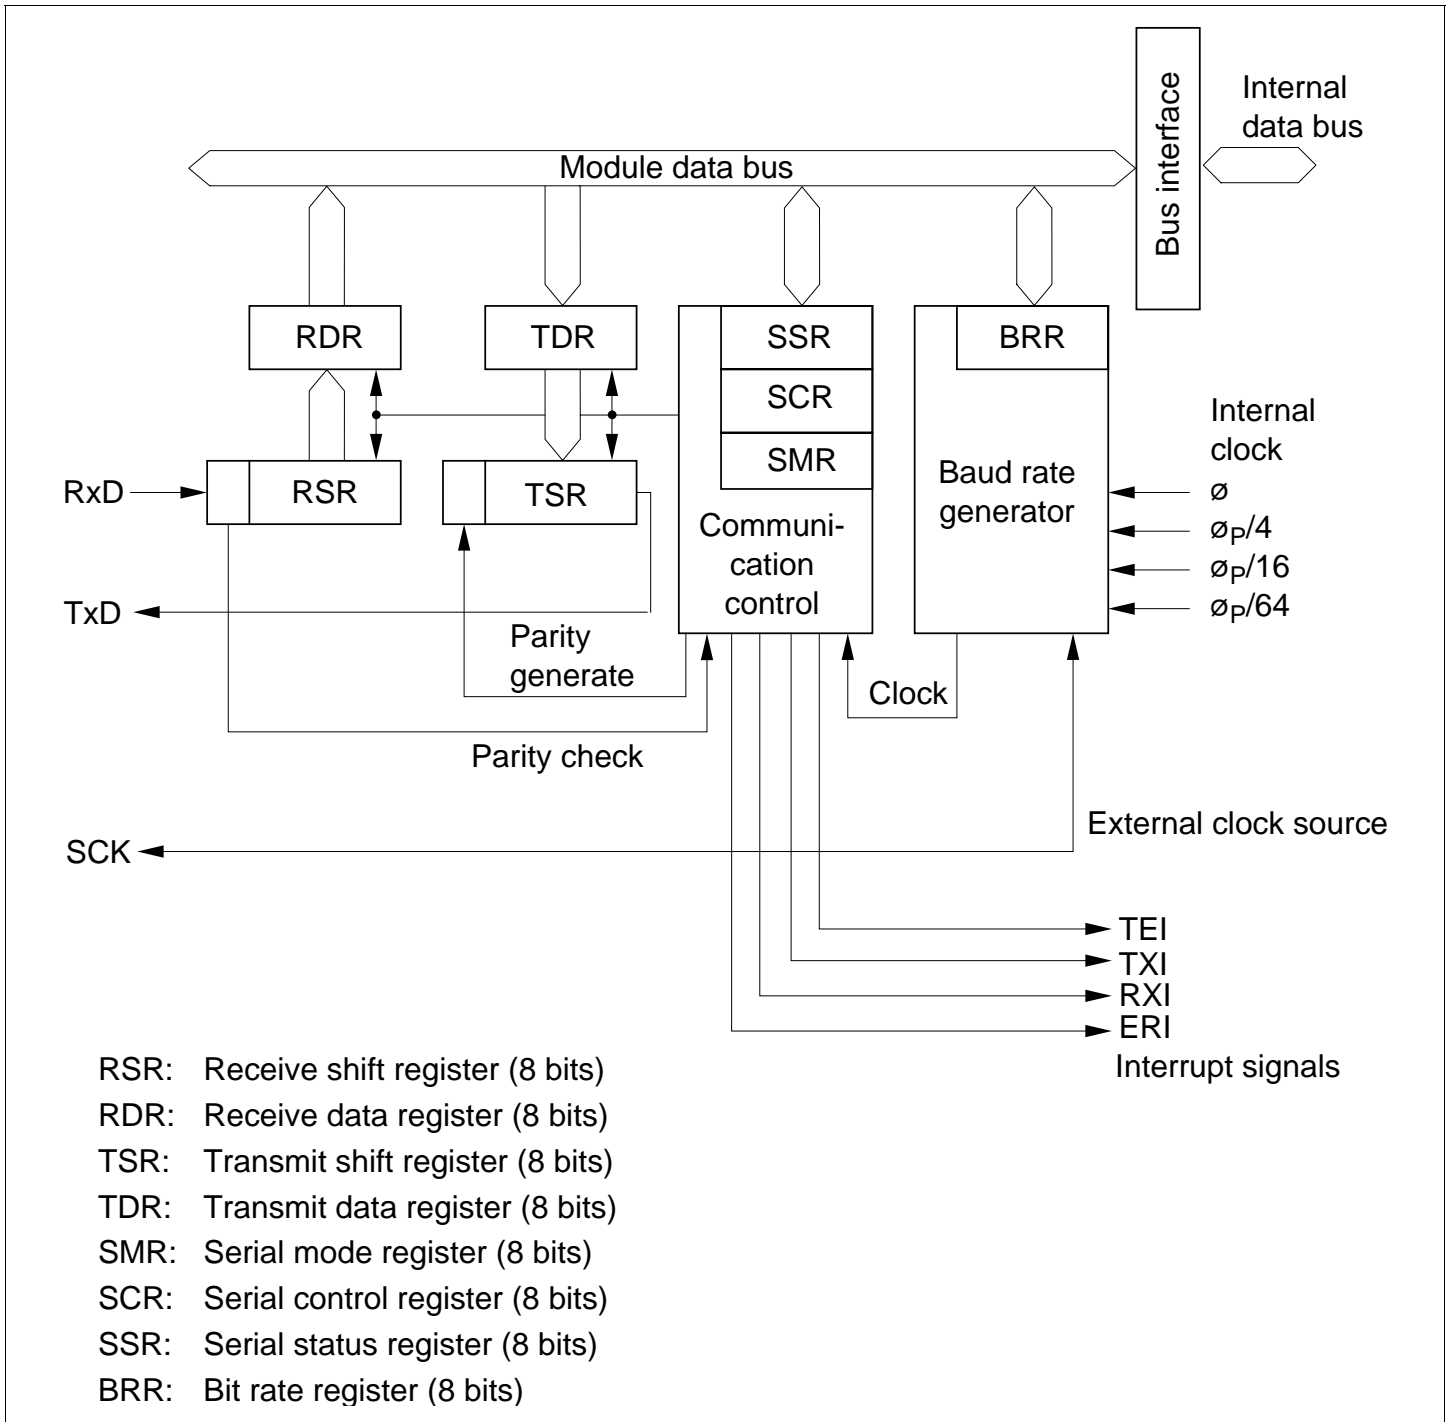 Internal
data bus
Module data bus
Bus interface
RDR
TDR
SSR
BRR
SCR
SMR
Internal
clock
RxD
RSR
TSR
Baud rate
generator
ø
øP/4
øP/16
øP/64
Communi-
cation
control
TxD
Parity
generate
Clock
Parity check
External clock source
SCK
TEI
TXI
RXI
ERI
Interrupt signals
RSR: Receive shift register (8 bits)
RDR: Receive data register (8 bits)
TSR: Transmit shift register (8 bits)
TDR: Transmit data register (8 bits)
SMR: Serial mode register (8 bits)
SCR: Serial control register (8 bits)
SSR: Serial status register (8 bits)
BRR: Bit rate register (8 bits)